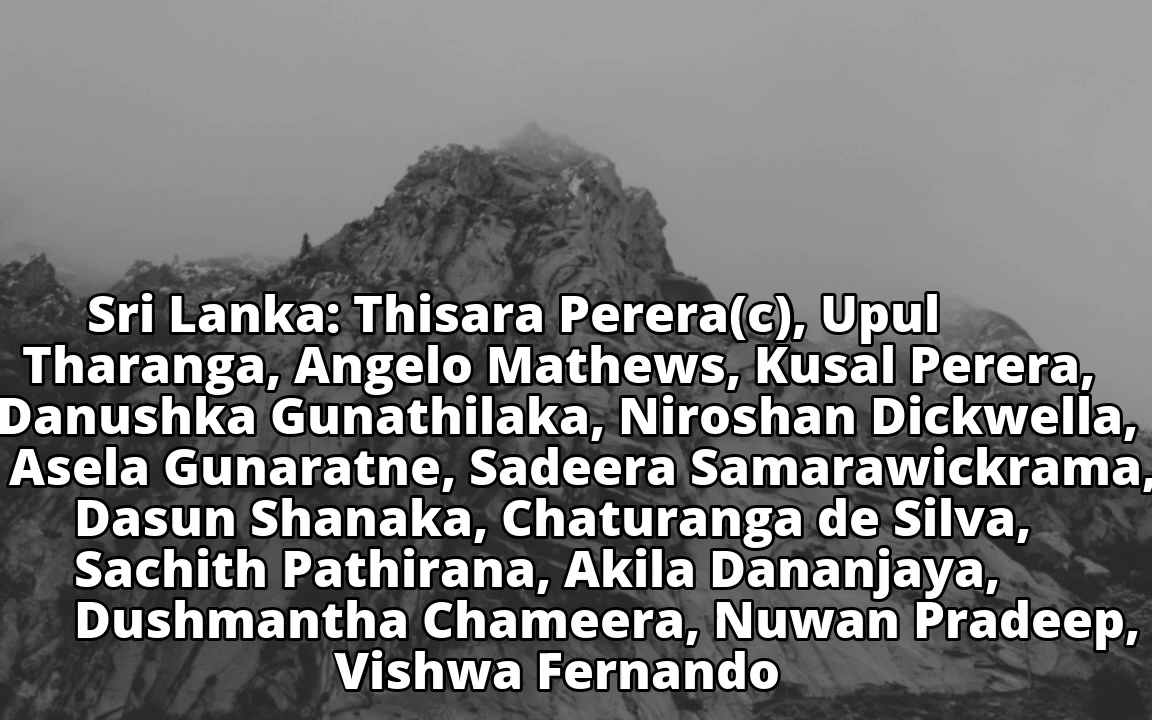 Sri Lanka: Thisara Perera(c), Upul
Tharanga, Angelo Mathews, Kusal Perera,
Danushka Gunathilaka, Niroshan Dickwella,
Asela Gunaratne, Sadeera Samarawickrama,
Dasun Shanaka, Chaturanga de Silva,
Sachith Pathirana, Akila Dananjaya,
Dushmantha Chameera, Nuwan Pradeep,
Vishwa Fernando